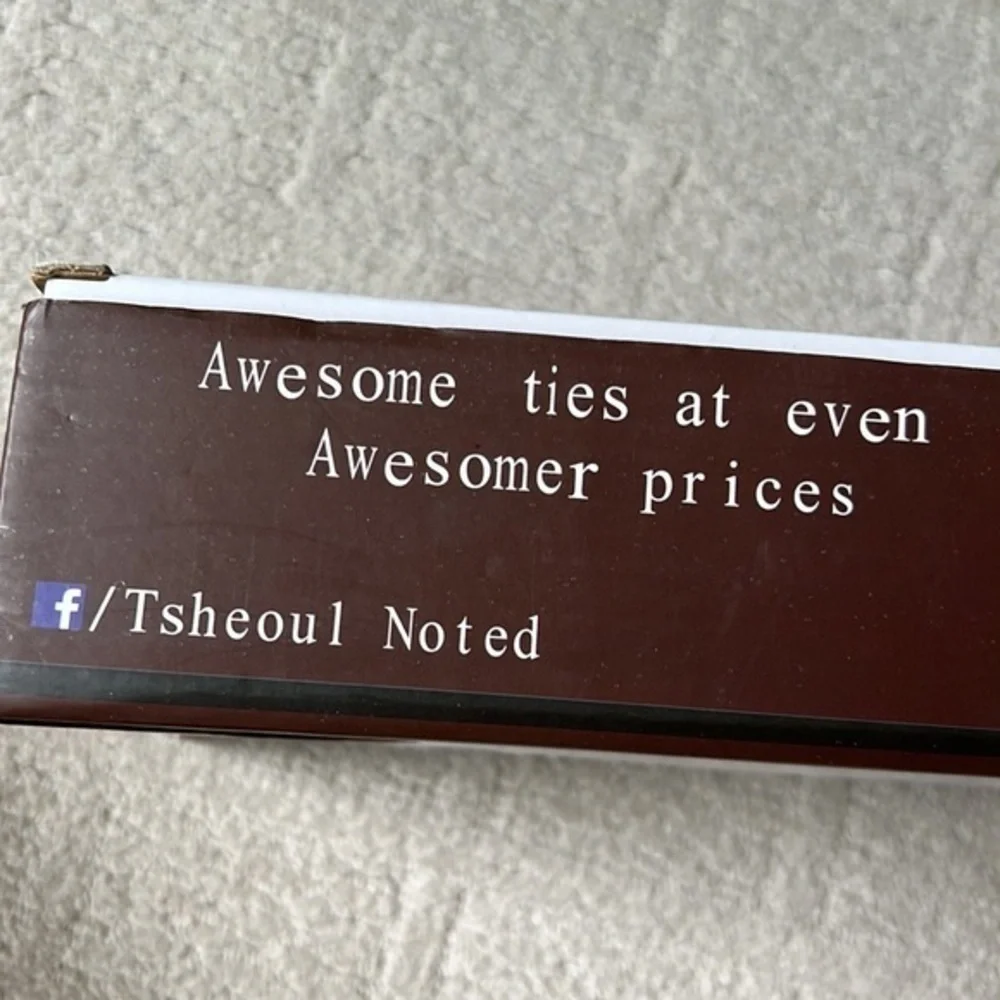 Awesome ties at even
Awesomer prices
f/Tsheoul Noted